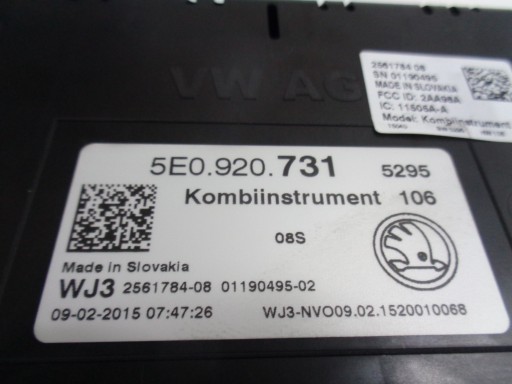 VW AG
2561784 08
SN 01190495
MADE IN SLOVAKIA
FCC ID: 2AA98A
IC: 11505A-A
Model: Kombiinstrument
5E0.920.731 5295
Kombiinstrument 106
08S
Made in Slovakia
WJ3 2561784-08 01190495-02
09-02-2015 07:47:26 WJ3-NVO09.02.1520010068